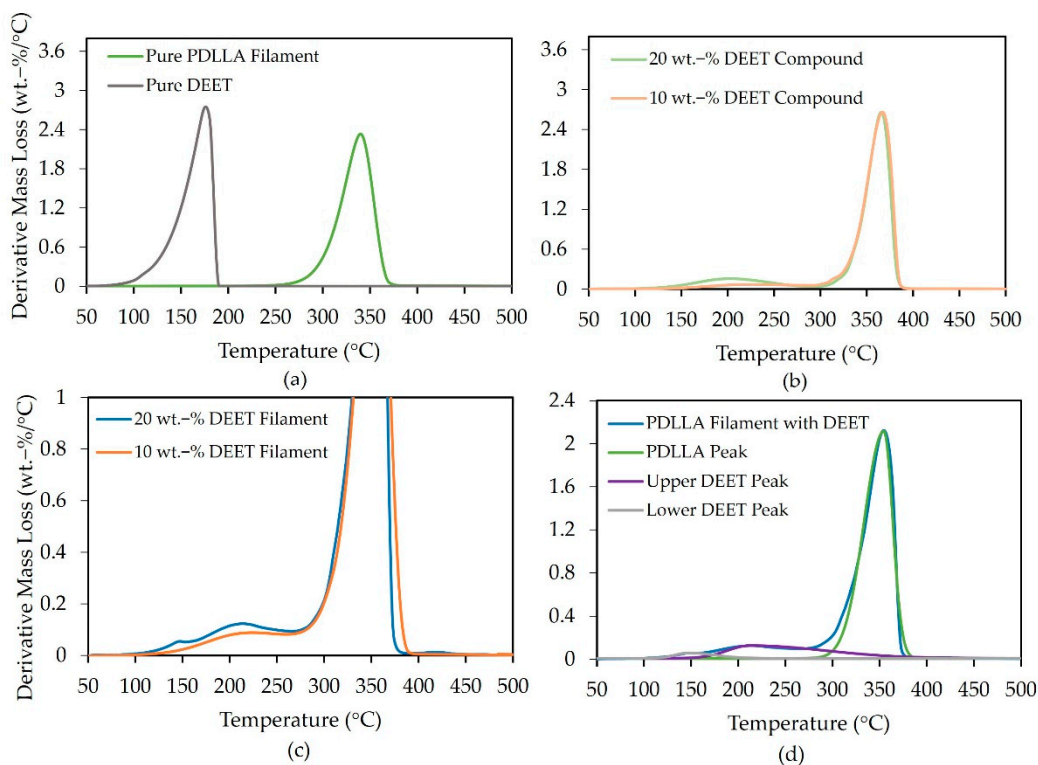 Derivative Mass Loss (wt.−%/°C)
3.6
3
2.4
1.8
1.2
0.6
0
Pure PDLLA Filament
Pure DEET
50 100 150 200 250 300 350 400 450 500
Temperature (°C)
(a)
3.6
3
2.4
1.8
1.2
0.6
0
20 wt.−% DEET Compound
10 wt.−% DEET Compound
50 100 150 200 250 300 350 400 450 500
Temperature (°C)
(b)
Derivative Mass Loss (wt.−%/°C)
1
0.8
0.6
0.4
0.2
0
20 wt.−% DEET Filament
10 wt.−% DEET Filament
50 100 150 200 250 300 350 400 450 500
Temperature (°C)
(c)
2.4
2
1.6
1.2
0.8
0.4
0
PDLLA Filament with DEET
PDLLA Peak
Upper DEET Peak
Lower DEET Peak
50 100 150 200 250 300 350 400 450 500
Temperature (°C)
(d)